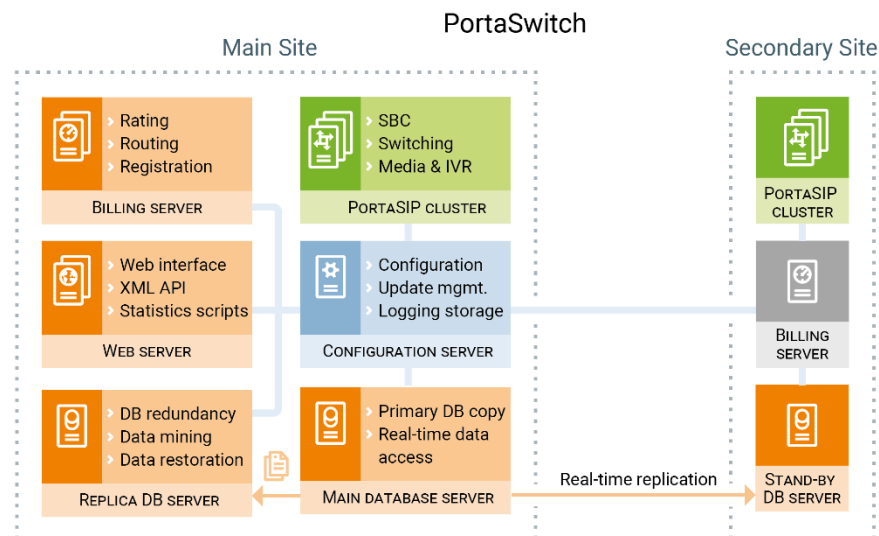 PortaSwitch
Main Site
Secondary Site
Rating
Routing
Registration
BILLING SERVER
SBC
Switching
Media & IVR
PORTASIP CLUSTER
PORTASIP
CLUSTER
Web interface
XML API
Statistics scripts
WEB SERVER
Configuration
Update mgmt.
Logging storage
CONFIGURATION SERVER
BILLING
SERVER
DB redundancy
Data mining
Data restoration
REPLICA DB SERVER
Primary DB copy
Real-time data
access
MAIN DATABASE SERVER
Real-time replication
STAND-BY
DB SERVER